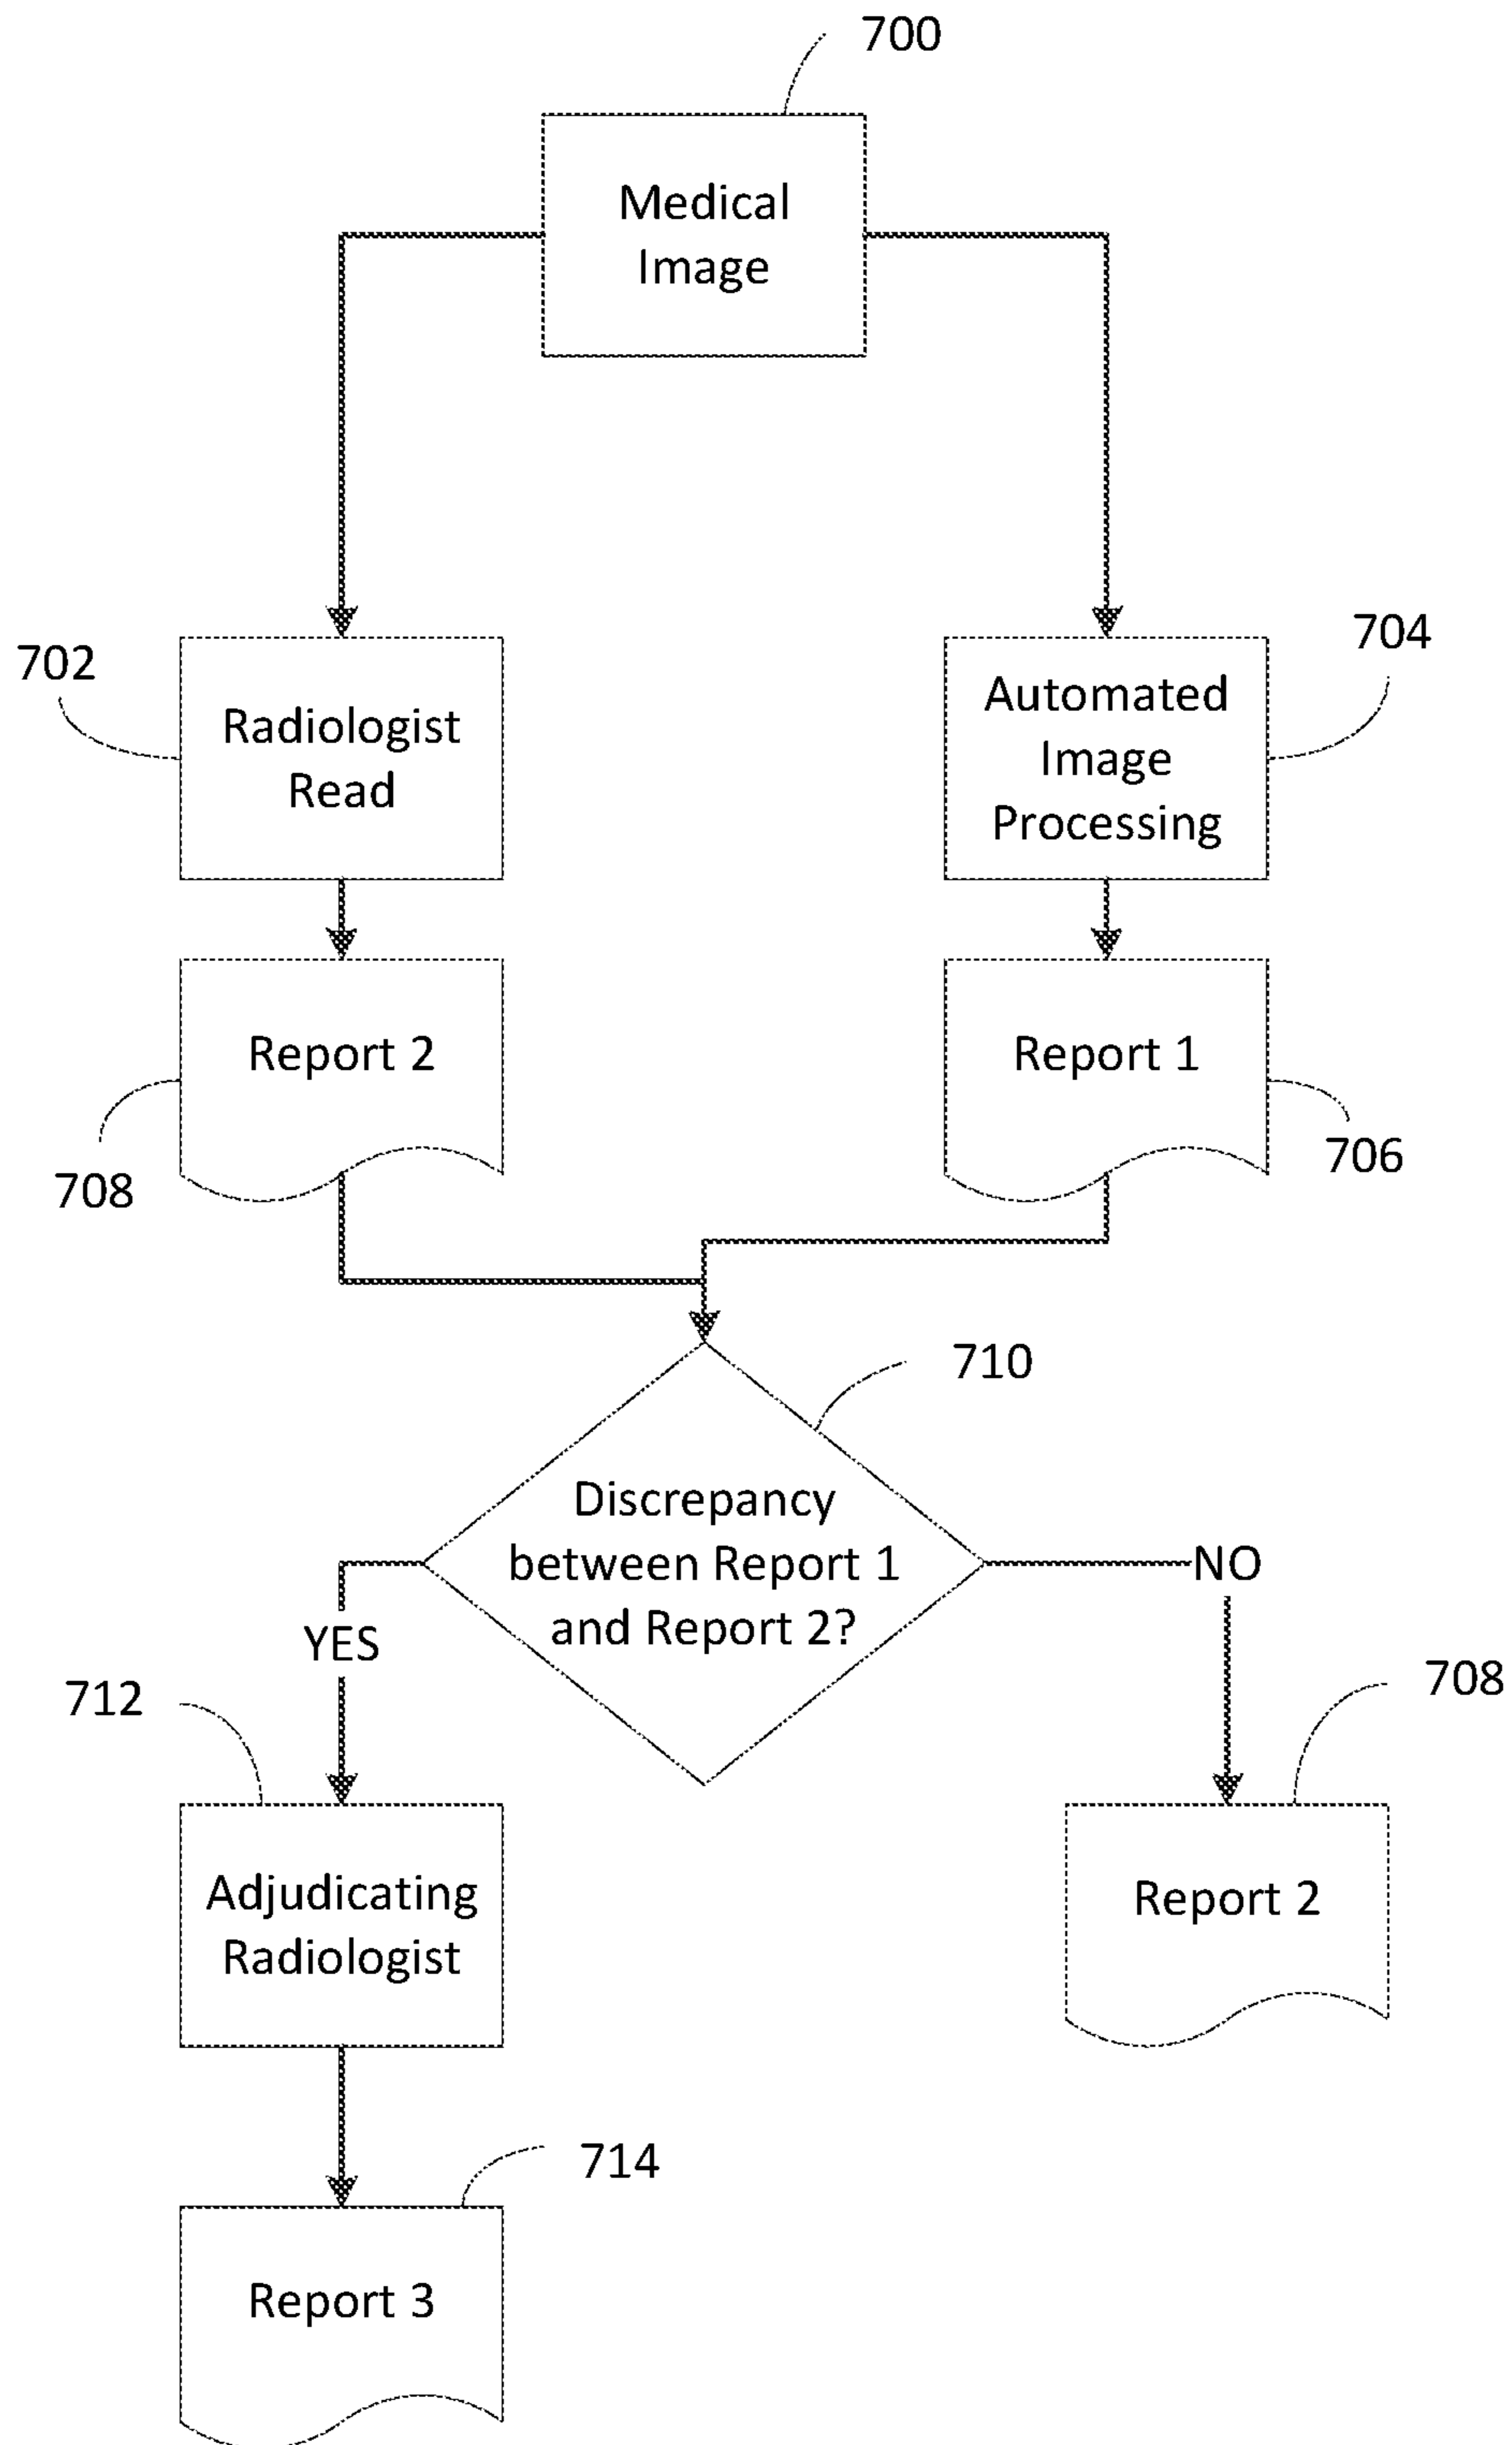 700
Medical
Image
702
Radiologist
Read
704
Automated
Image
Processing
Report 2
708
Report 1
706
710
Discrepancy
between Report 1
and Report 2?
YES
NO
712
Adjudicating
Radiologist
708
Report 2
714
Report 3